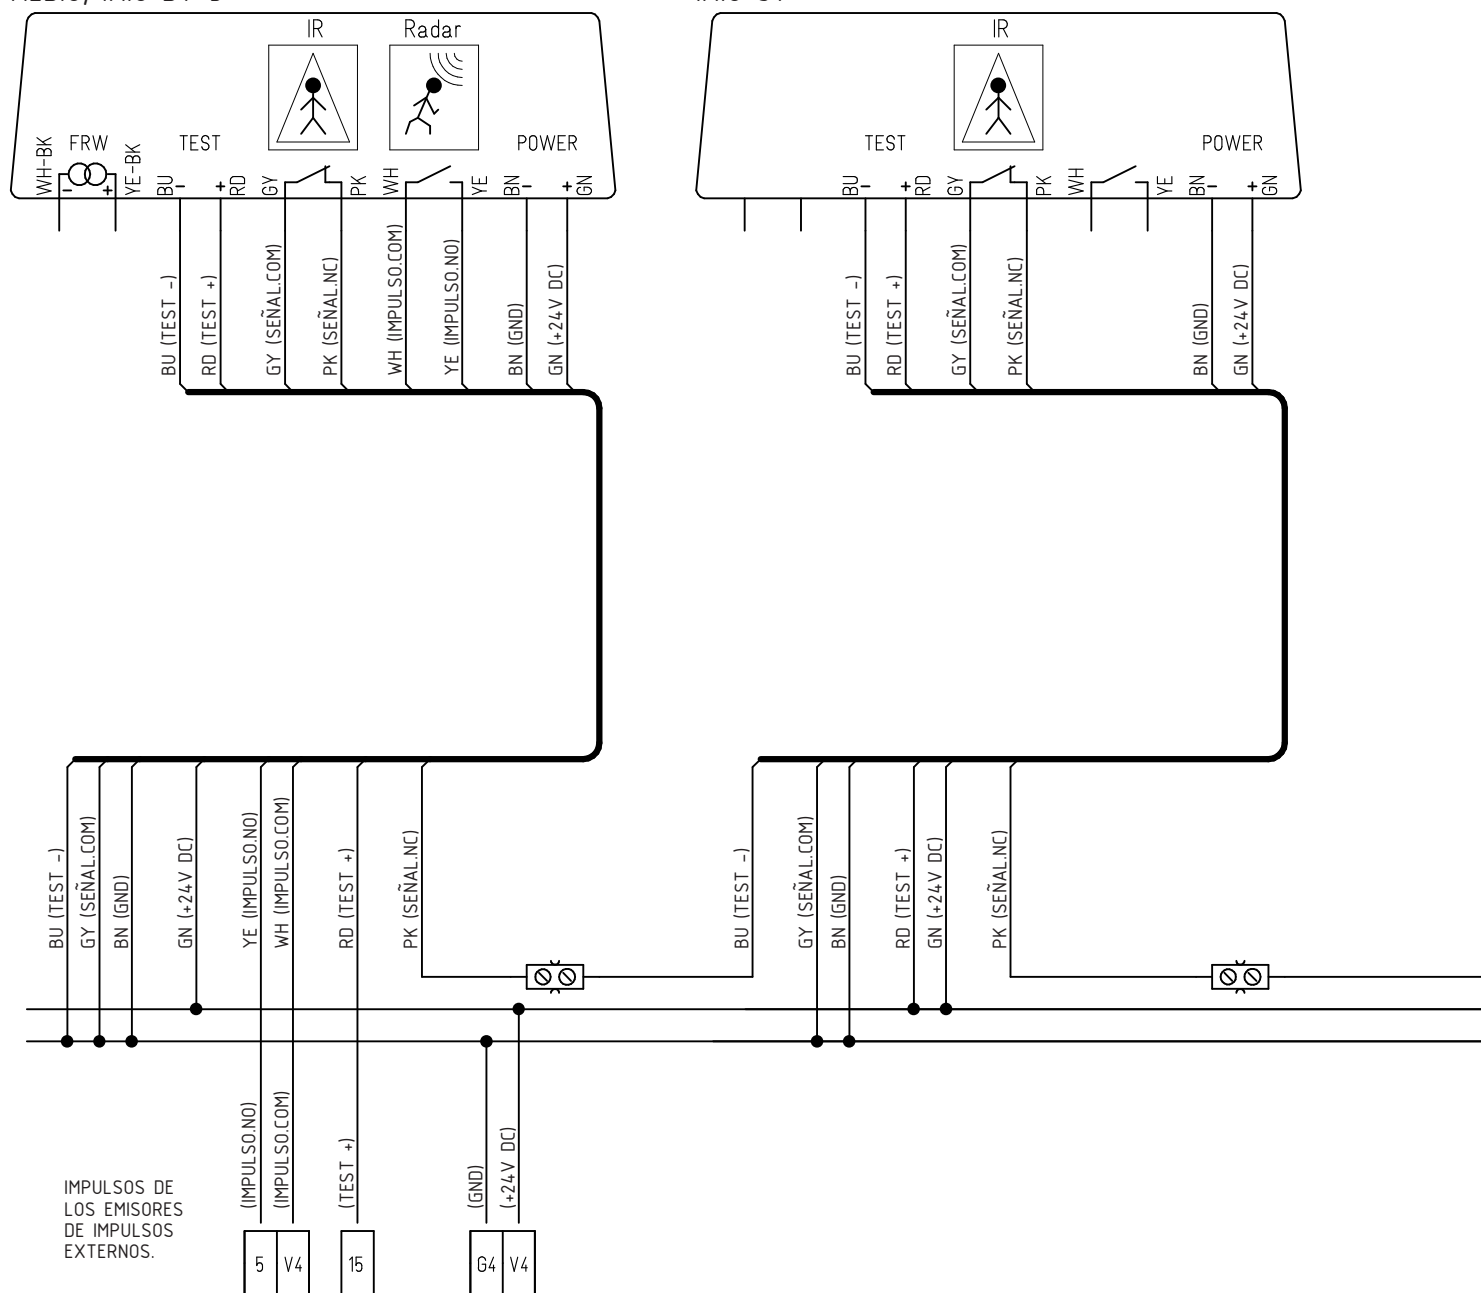 IR
Radar
IR
FRW
TEST
POWER
TEST
POWER
WH-BK
-
+
YE-BK
BU
-
+
RD
GY
PK
WH
YE
BN
-
+
GN
BU
-
+
RD
GY
PK
WH
YE
BN
-
+
GN
BU (TEST -)
RD (TEST +)
GY (SEÑAL.COM)
PK (SEÑAL.NC)
WH (IMPULSO.COM)
YE (IMPULSO.NO)
BN (GND)
GN (+24V DC)
BU (TEST -)
RD (TEST +)
GY (SEÑAL.COM)
PK (SEÑAL.NC)
BN (GND)
GN (+24V DC)
BU (TEST -)
GY (SEÑAL.COM)
BN (GND)
GN (+24V DC)
YE (IMPULSO.NO)
WH (IMPULSO.COM)
RD (TEST +)
PK (SEÑAL.NC)
BU (TEST -)
GY (SEÑAL.COM)
BN (GND)
RD (TEST +)
GN (+24V DC)
PK (SEÑAL.NC)
(IMPULSO.NO)
(IMPULSO.COM)
(TEST +)
(GND)
(+24V DC)
IMPULSOS DE
LOS EMISORES
DE IMPULSOS
EXTERNOS.
5
V4
15
G4
V4